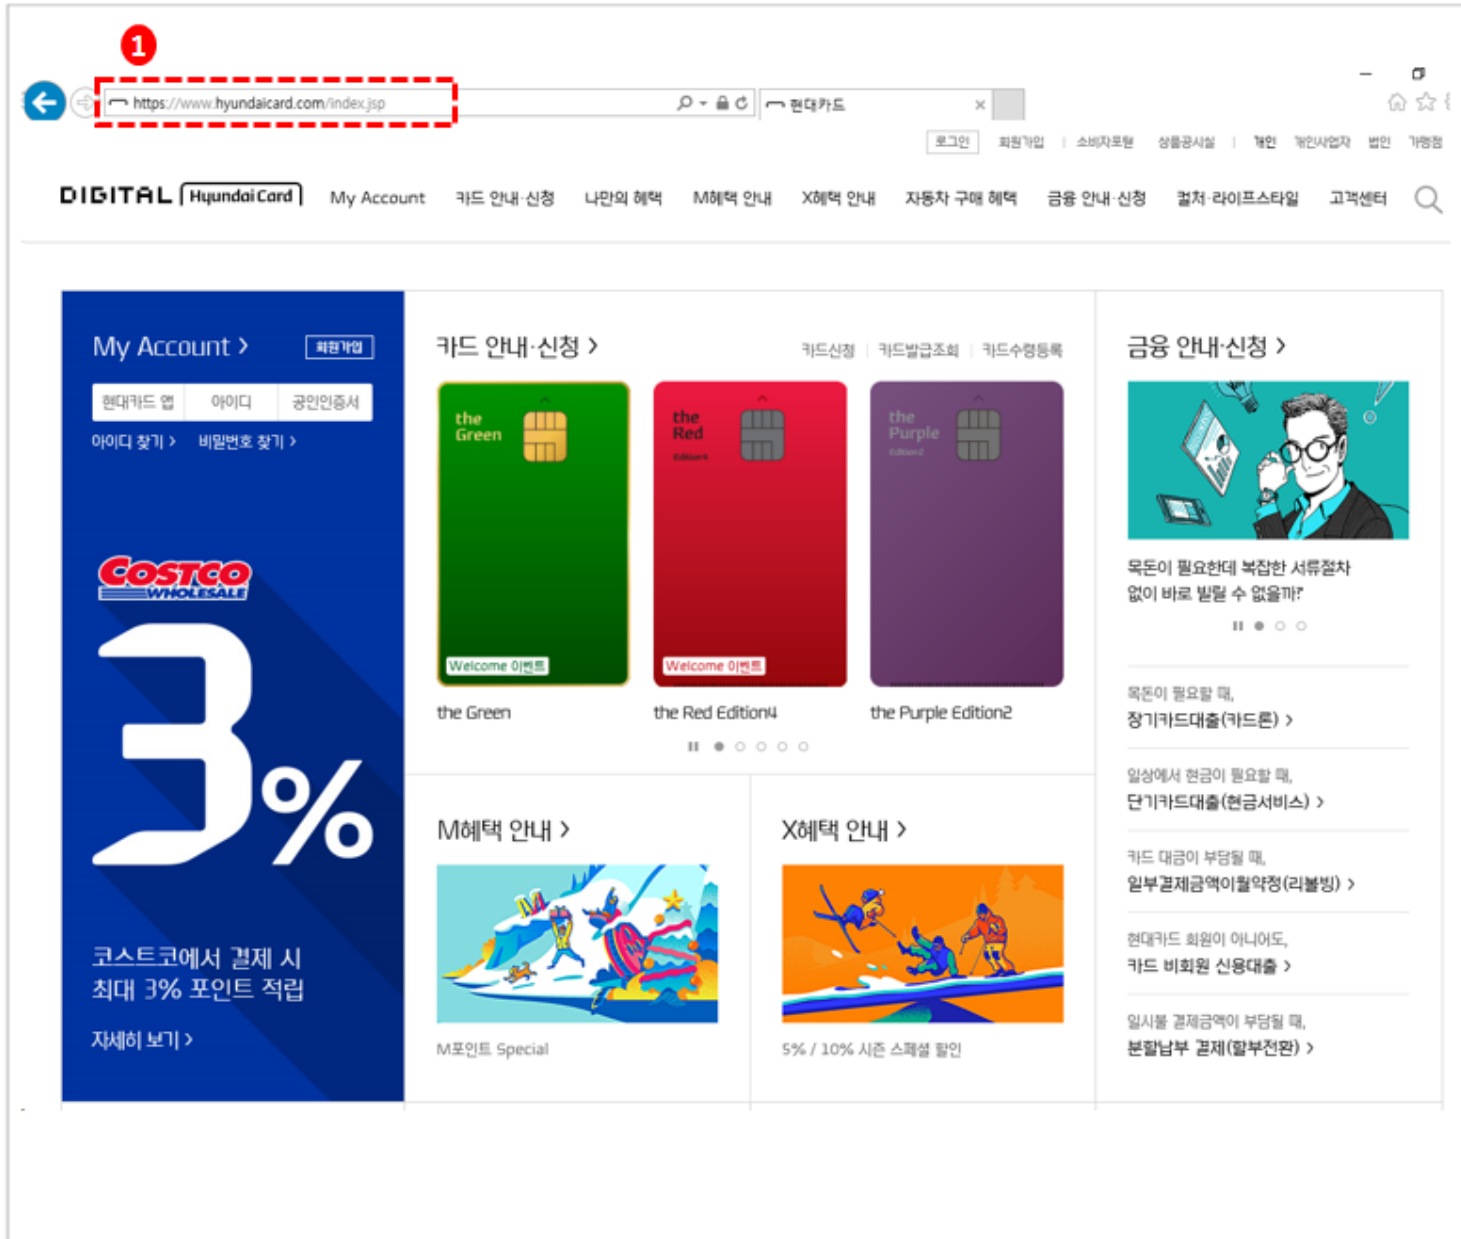 1
https://www.hyundaicard.com/index.jsp
현대카드
로그인 회원가입 | 소비자포털 상품공시실 | 개인 개인사업자 법인 가맹점
DIGITAL Hyundai Card My Account 카드 안내·신청 나만의 혜택 M혜택 안내 X혜택 안내 자동차 구매 혜택 금융 안내·신청 컬처·라이프스타일 고객센터
My Account > 회원가입
현대카드 앱 아이디 공인인증서
아이디 찾기 > 비밀번호 찾기 >
COSTCO
WHOLESALE
3%
코스트코에서 결제 시
최대 3% 포인트 적립
자세히 보기 >
카드 안내·신청 >
카드신청 | 카드발급조회 | 카드수령등록
the
Green
Welcome 이벤트
the Green
the
Red
Edition4
Welcome 이벤트
the Red Edition4
the
Purple
Edition2
the Purple Edition2
M혜택 안내 >
M포인트 Special
X혜택 안내 >
5% / 10% 시즌 스페셜 할인
금융 안내·신청 >
목돈이 필요한데 복잡한 서류절차
없이 바로 빌릴 수 없을까?
목돈이 필요할 때,
장기카드대출(카드론) >
일상에서 현금이 필요할 때,
단기카드대출(현금서비스) >
카드 대금이 부담될 때,
일부결제금액이월약정(리볼빙) >
현대카드 회원이 아니어도,
카드 비회원 신용대출 >
일시불 결제금액이 부담될 때,
분할납부 결제(할부전환) >